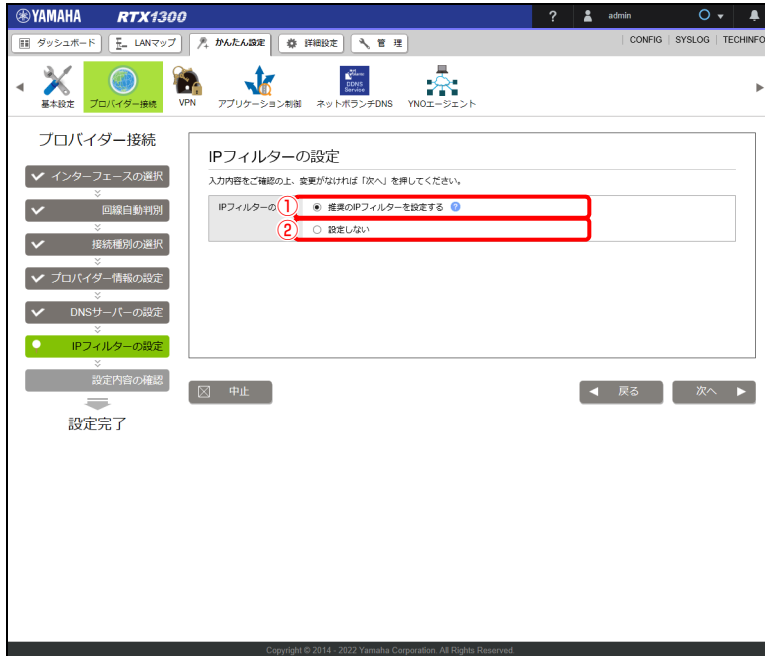 YAMAHA RTX1300 ? admin
ダッシュボード LANマップ かんたん設定 詳細設定 管 理 CONFIG SYSLOG TECHINFO
基本設定 プロバイダー接続 VPN アプリケーション制御 ネットボランチDNS YNOエージェント
プロバイダー接続
インターフェースの選択
回線自動判別
接続種別の選択
プロバイダー情報の設定
DNSサーバーの設定
IPフィルターの設定
設定内容の確認
設定完了
IPフィルターの設定
入力内容をご確認の上、変更がなければ「次へ」を押してください。
IPフィルターの ① 推奨のIPフィルターを設定する ?
② 設定しない
中止 戻る 次へ
Copyright © 2014 - 2022 Yamaha Corporation. All Rights Reserved.